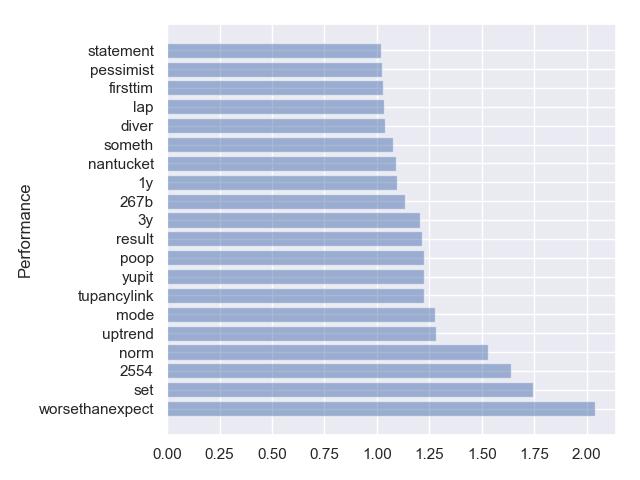 statement
pessimist
firsttim
lap
diver
someth
nantucket
1y
267b
3y
result
poop
yupit
tupancylink
mode
uptrend
norm
2554
set
worsethanexpect
Performance
0.00 0.25 0.50 0.75 1.00 1.25 1.50 1.75 2.00